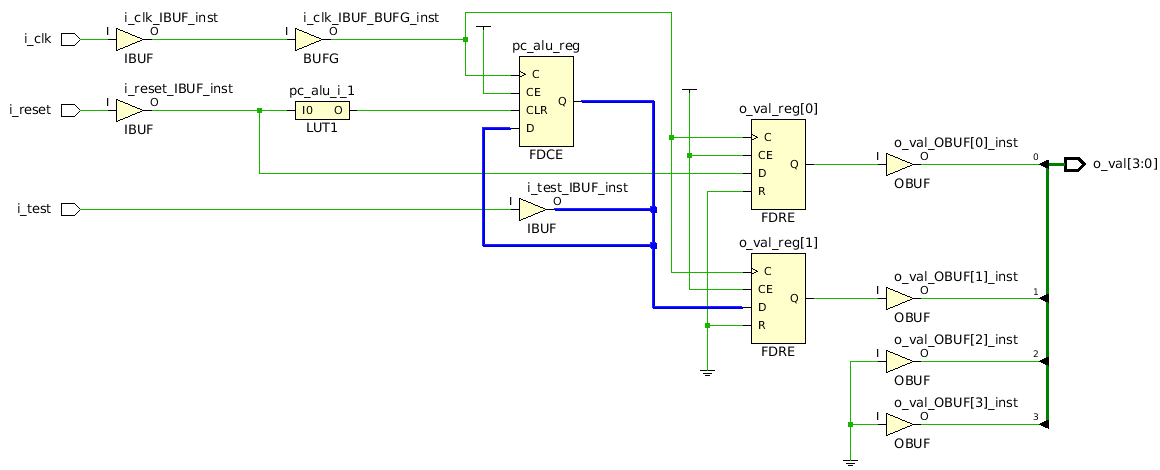 i_clk
I
i_clk_IBUF_inst
O
IBUF
I
i_clk_IBUF_BUFG_inst
O
BUFG
i_reset
I
i_reset_IBUF_inst
O
IBUF
pc_alu_i_1
I0 O
LUT1
pc_alu_reg
C
CE
CLR
D
Q
FDCE
i_test
I
i_test_IBUF_inst
O
IBUF
o_val_reg[0]
C
CE
D
R
Q
FDRE
o_val_reg[1]
C
CE
D
R
Q
FDRE
o_val_OBUF[0]_inst
I
O
OBUF
0
o_val[3:0]
o_val_OBUF[1]_inst
I
O
OBUF
1
o_val_OBUF[2]_inst
I
O
OBUF
2
o_val_OBUF[3]_inst
I
O
OBUF
3